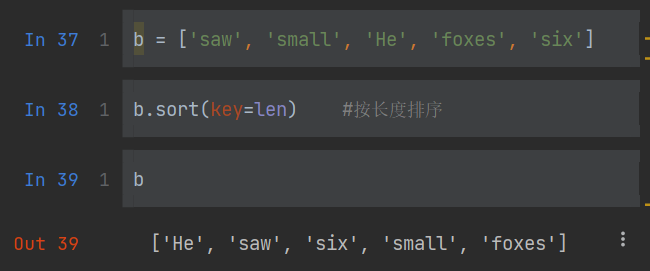 In 37 1 b = ['saw', 'small', 'He', 'foxes', 'six']
In 38 1 b.sort(key=len) #按长度排序
In 39 1 b
Out 39 ['He', 'saw', 'six', 'small', 'foxes']